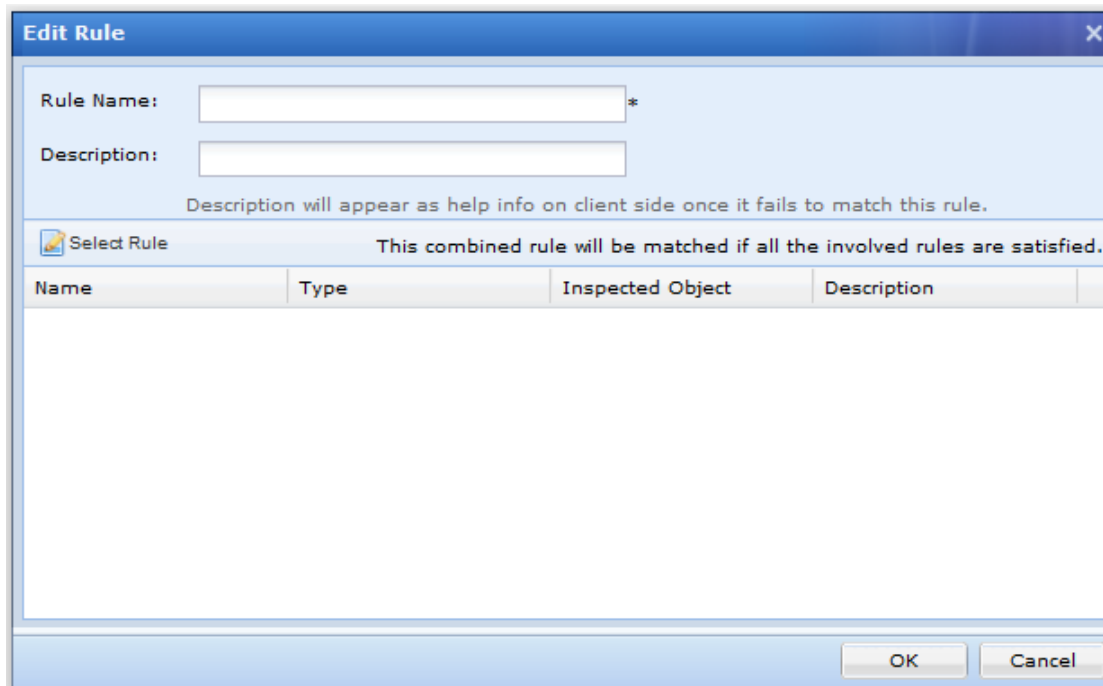 Edit Rule
Rule Name: *
Description:
Description will appear as help info on client side once it fails to match this rule.
Select Rule This combined rule will be matched if all the involved rules are satisfied.
Name Type Inspected Object Description
OK Cancel